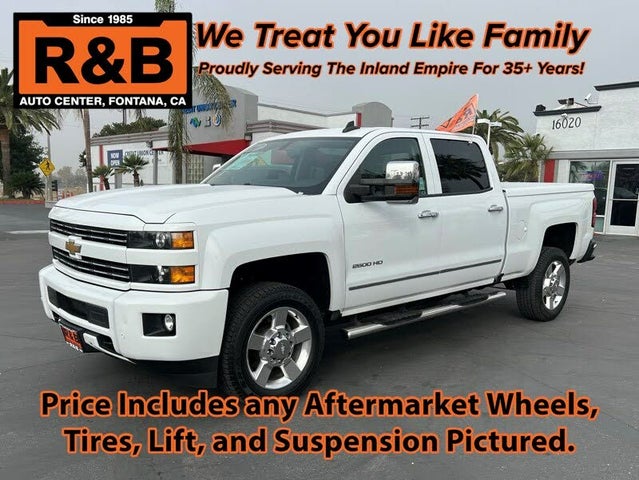 Since 1985
R&B
AUTO CENTER, FONTANA, CA
We Treat You Like Family
Proudly Serving The Inland Empire For 35+ Years!
16020
2500 HD
Price Includes any Aftermarket Wheels,
Tires, Lift, and Suspension Pictured.